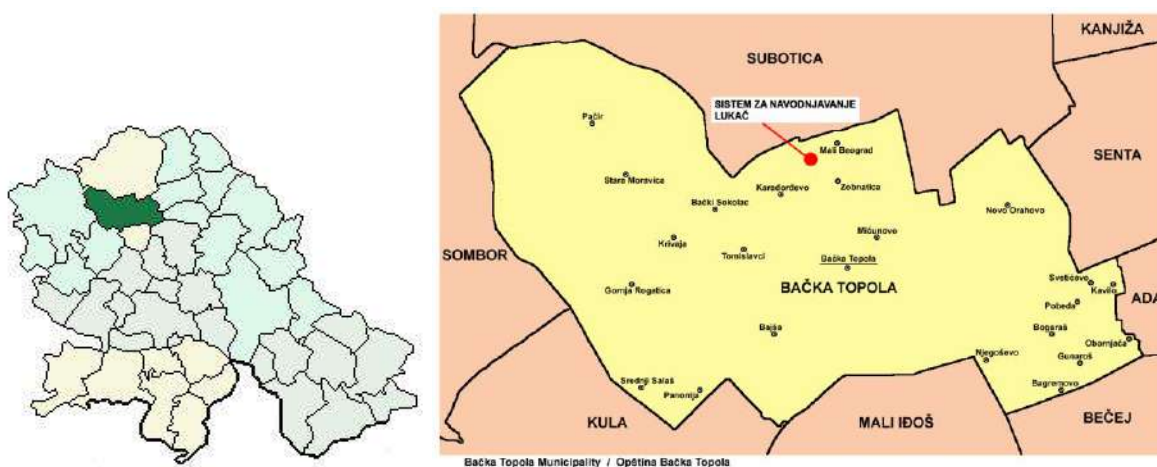 KANJIŽA
SUBOTICA
SISTEM ZA NAVODNJAVANJE
LUKAČ
Pačir
Mali Beograd
SENTA
Stara Moravica
Zobnatica
Karađorđevo
Bački Sokolac
Novo Orahovo
Krivaja
Mićunovo
SOMBOR
Tomislavci
Bačka Topola
Svetićevo
Gornja Rogatica
BAČKA TOPOLA
Kavilo
ADA
Pobeda
Bajša
Bogaraš
Obornjača
Njegoševo
Gunaroš
Srednji Salaš
Panonija
Bagremovo
KULA
MALI IĐOŠ
BEČEJ
Bačka Topola Municipality / Opština Bačka Topola